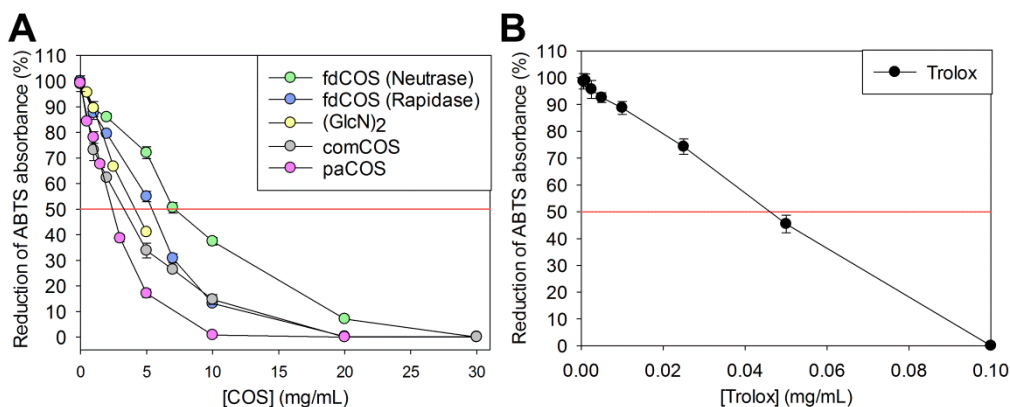 A
Reduction of ABTS absorbance (%)
110
100
90
80
70
60
50
40
30
20
10
0
0 5 10 15 20 25 30
[COS] (mg/mL)
fdCOS (Neutrase)
fdCOS (Rapidase)
(GlcN)2
comCOS
paCOS
B
Reduction of ABTS absorbance (%)
110
100
90
80
70
60
50
40
30
20
10
0
0.00 0.02 0.04 0.06 0.08 0.10
[Trolox] (mg/mL)
Trolox